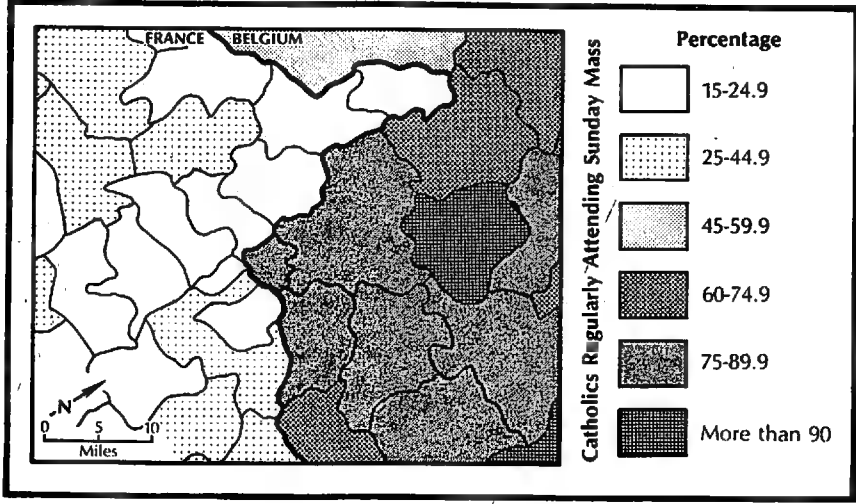 FRANCE BELGIUM
N
0 5 10
Miles
Catholics Regularly Attending Sunday Mass
Percentage
15-24.9
25-44.9
45-59.9
60-74.9
75-89.9
More than 90